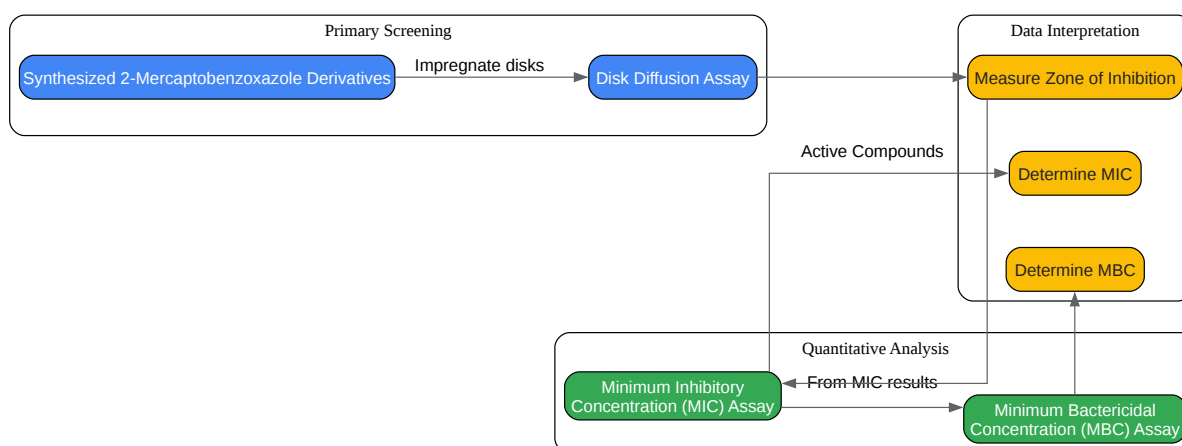 Primary Screening
Data Interpretation
Synthesized 2-Mercaptobenzoxazole Derivatives
Impregnate disks
Disk Diffusion Assay
Measure Zone of Inhibition
Active Compounds
Determine MIC
Determine MBC
Quantitative Analysis
Minimum Inhibitory
Concentration (MIC) Assay
From MIC results
Minimum Bactericidal
Concentration (MBC) Assay